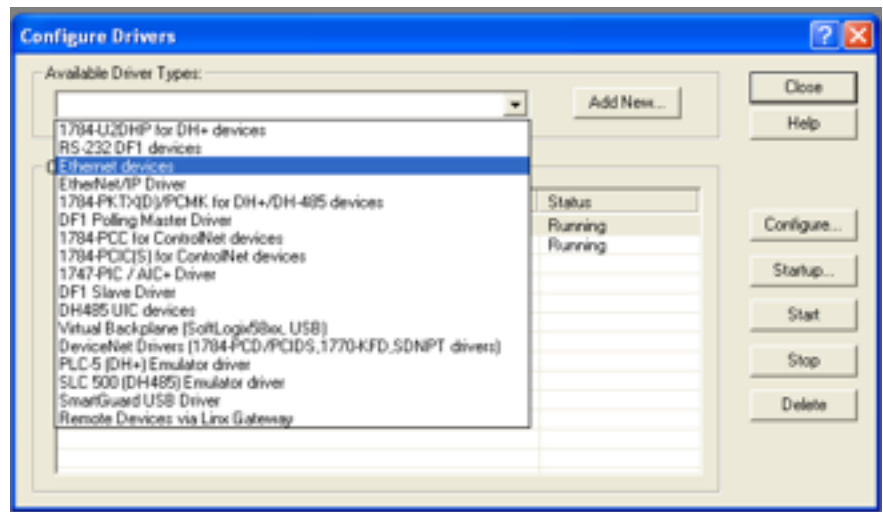 Configure Drivers
Available Driver Types:
Close
Add New...
Help
1784-U2DHP for DH+ devices
RS-232 DF1 devices
Ethernet devices
EtherNet/IP Driver
1784-PKTX(D)/PCMK for DH+/DH-485 devices
Status
DF1 Polling Master Driver
Running
Configure...
1784-PCC for ControlNet devices
Running
1784-PCIC(S) for ControlNet devices
1747-PIC / AIC+ Driver
Startup...
DF1 Slave Driver
DH485 UIC devices
Start
Virtual Backplane (SoftLogix58xx, USB)
DeviceNet Drivers (1784-PCD/PCIDS,1770-KFD,SDNPT drivers)
PLC-5 (DH+) Emulator driver
Stop
SLC 500 (DH485) Emulator driver
SmartGuard USB Driver
Delete
Remote Devices via Linx Gateway